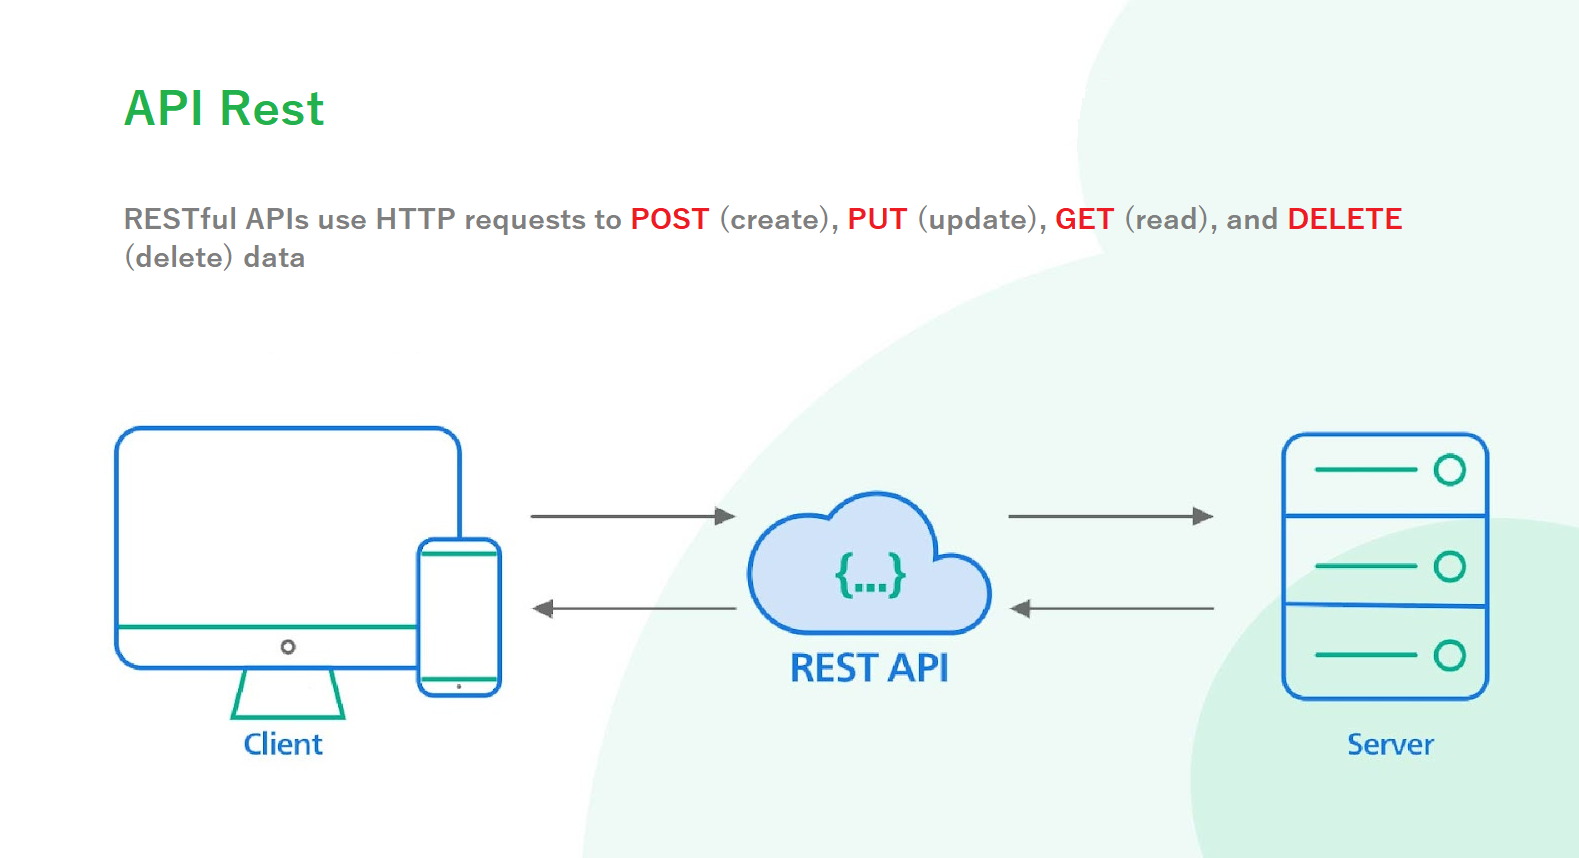 API Rest
RESTful APIs use HTTP requests to POST (create), PUT (update), GET (read), and DELETE
(delete) data
{...}
REST API
Client
Server